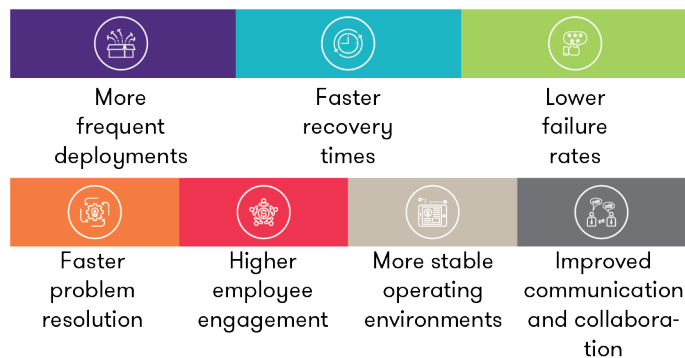 More
frequent
deployments
Faster
recovery
times
Lower
failure
rates
Faster
problem
resolution
Higher
employee
engagement
More stable
operating
environments
Improved
communication
and collabora-
tion